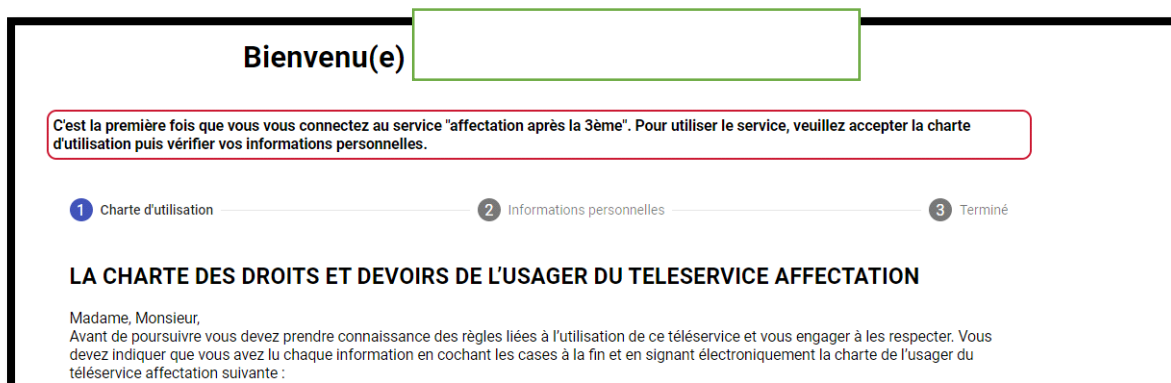 Bienvenu(e)
C'est la première fois que vous vous connectez au service "affectation après la 3ème". Pour utiliser le service, veuillez accepter la charte
d'utilisation puis vérifier vos informations personnelles.
1 Charte d'utilisation 2 Informations personnelles 3 Terminé
LA CHARTE DES DROITS ET DEVOIRS DE L'USAGER DU TELESERVICE AFFECTATION
Madame, Monsieur,
Avant de poursuivre vous devez prendre connaissance des règles liées à l'utilisation de ce téléservice et vous engager à les respecter. Vous
devez indiquer que vous avez lu chaque information en cochant les cases à la fin et en signant électroniquement la charte de l'usager du
téléservice affectation suivante :